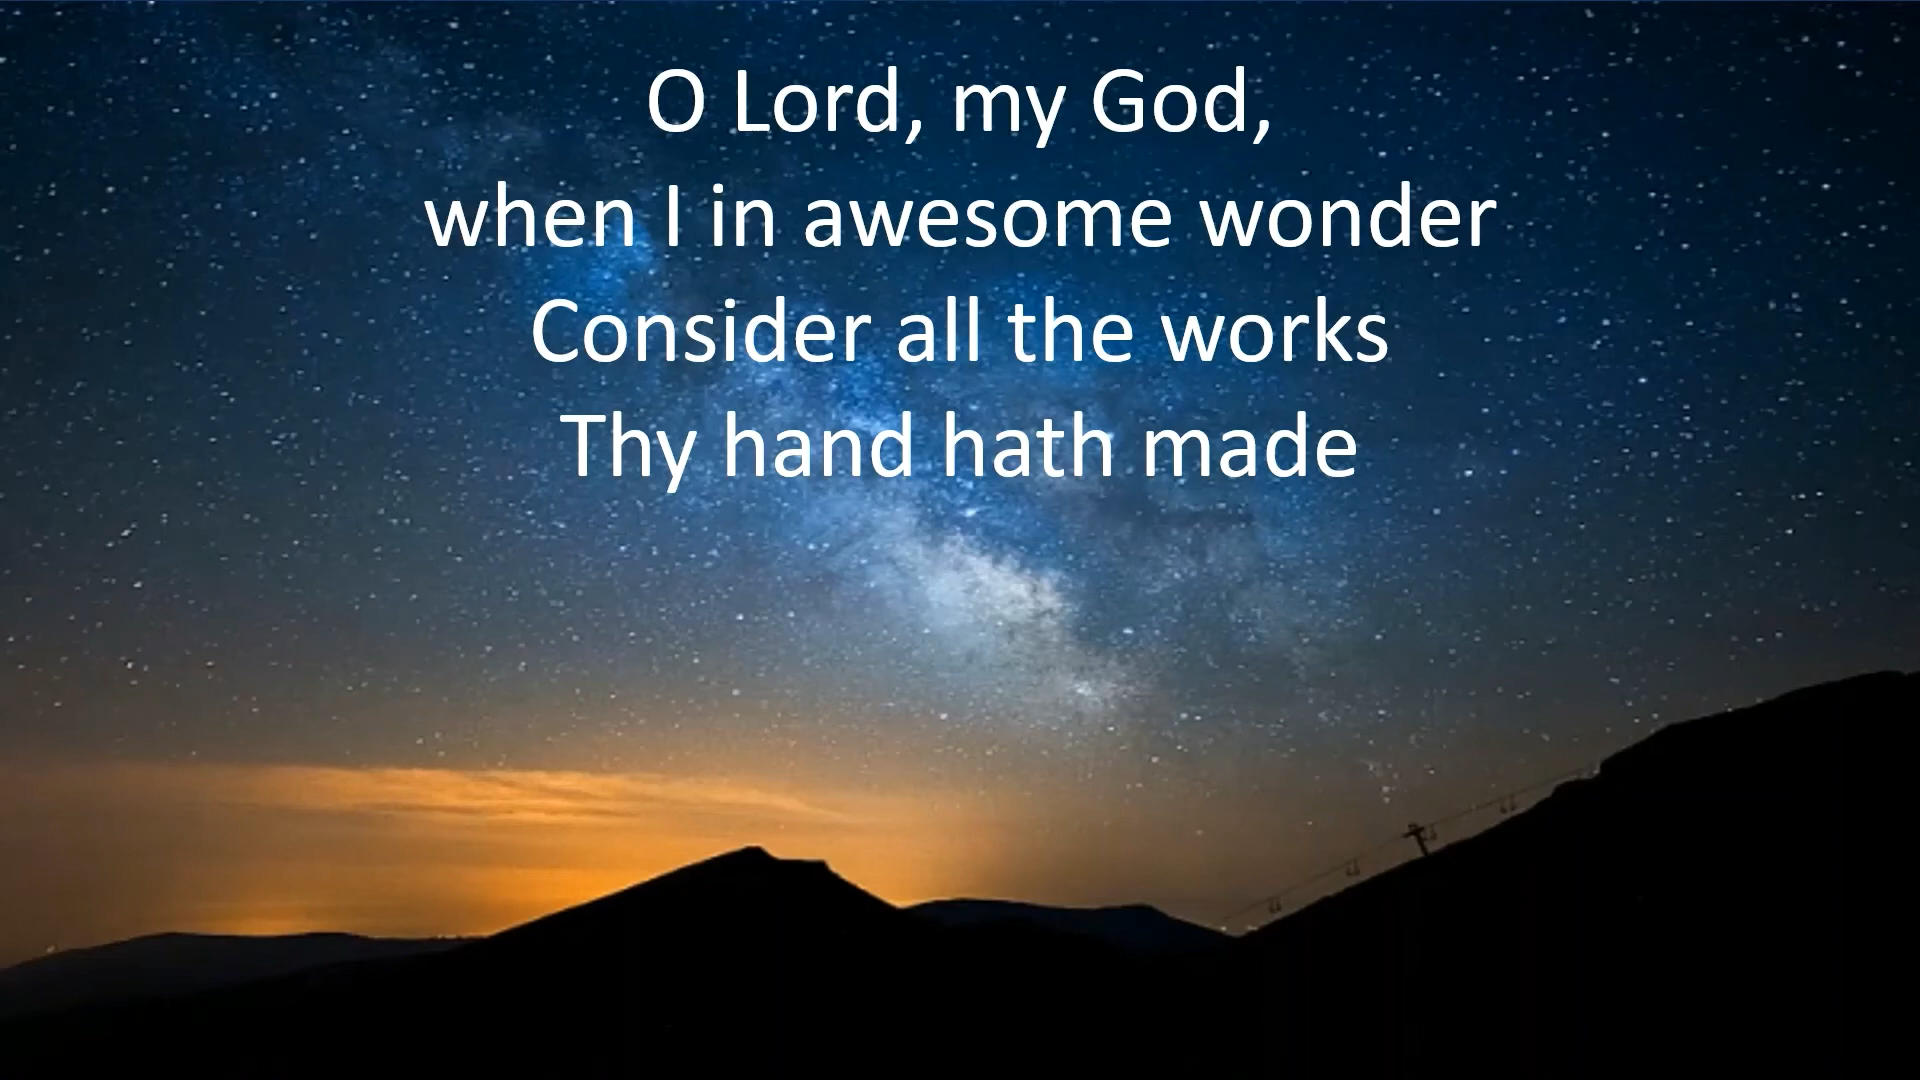 O Lord, my God,
when I in awesome wonder
Consider all the works
Thy hand hath made